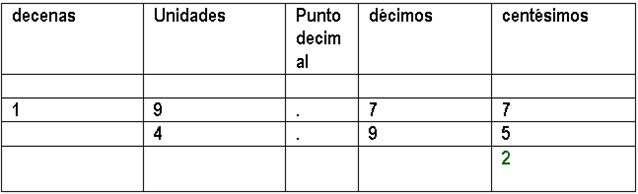 decenas Unidades Punto décimos centésimos
decim
al
1 9 . 7 7
4 . 9 5
2